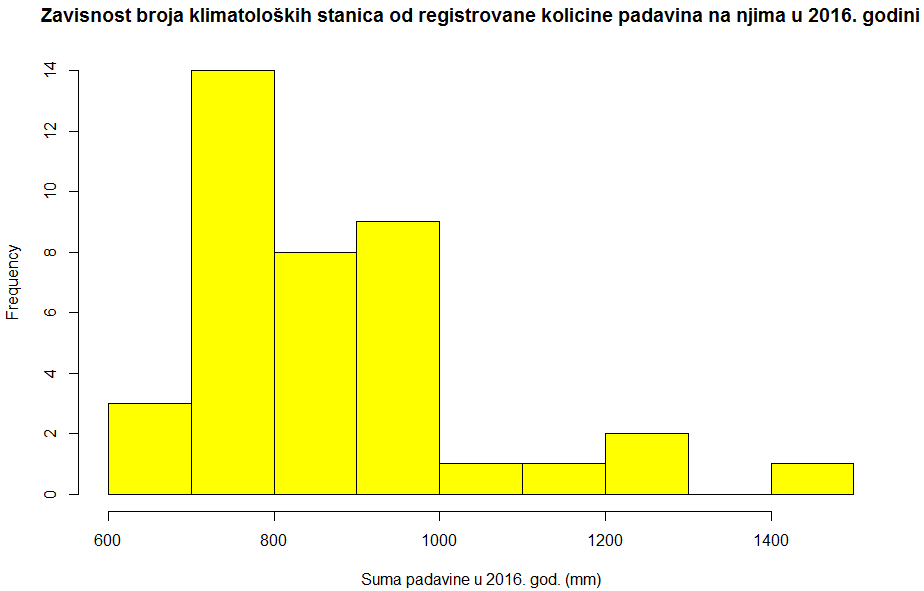 Zavisnost broja klimatoloških stanica od registrovane kolicine padavina na njima u 2016. godini
14
12
10
8
6
4
2
0
Frequency
600 800 1000 1200 1400
Suma padavine u 2016. god. (mm)